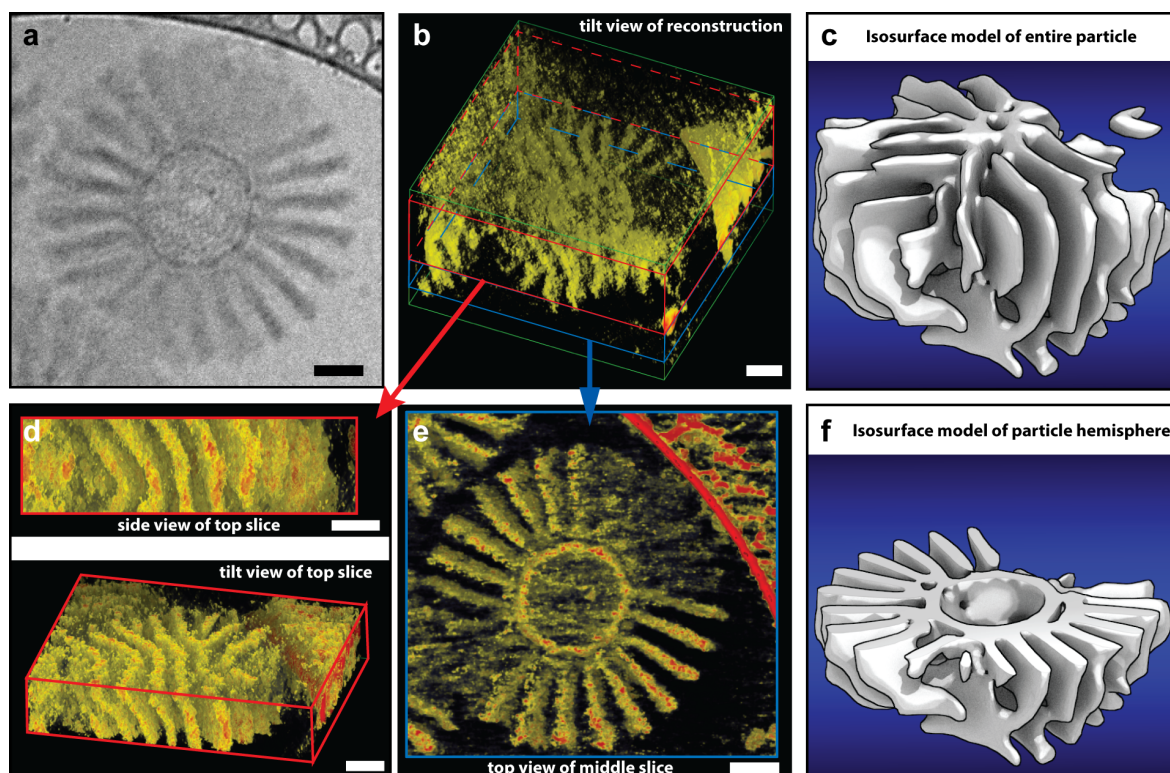 a
b
tilt view of reconstruction
c
Isosurface model of entire particle
d
side view of top slice
tilt view of top slice
e
top view of middle slice
f
Isosurface model of particle hemisphere